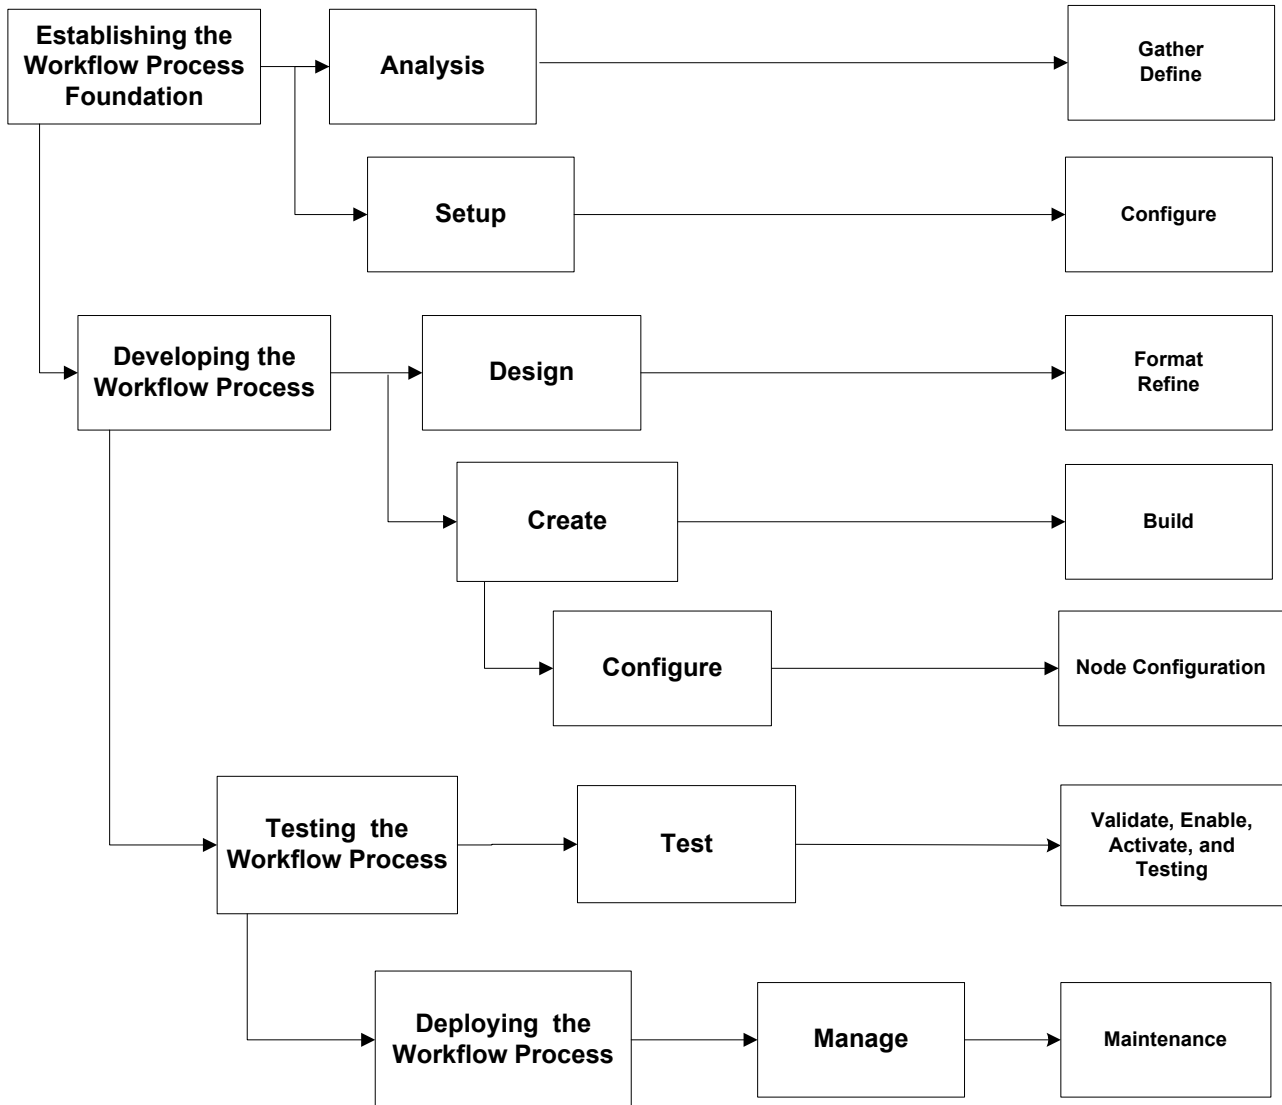 Establishing the
Workflow Process
Foundation
Analysis
Gather
Define
Setup
Configure
Developing the
Workflow Process
Design
Format
Refine
Create
Build
Configure
Node Configuration
Testing the
Workflow Process
Test
Validate, Enable,
Activate, and
Testing
Deploying the
Workflow Process
Manage
Maintenance